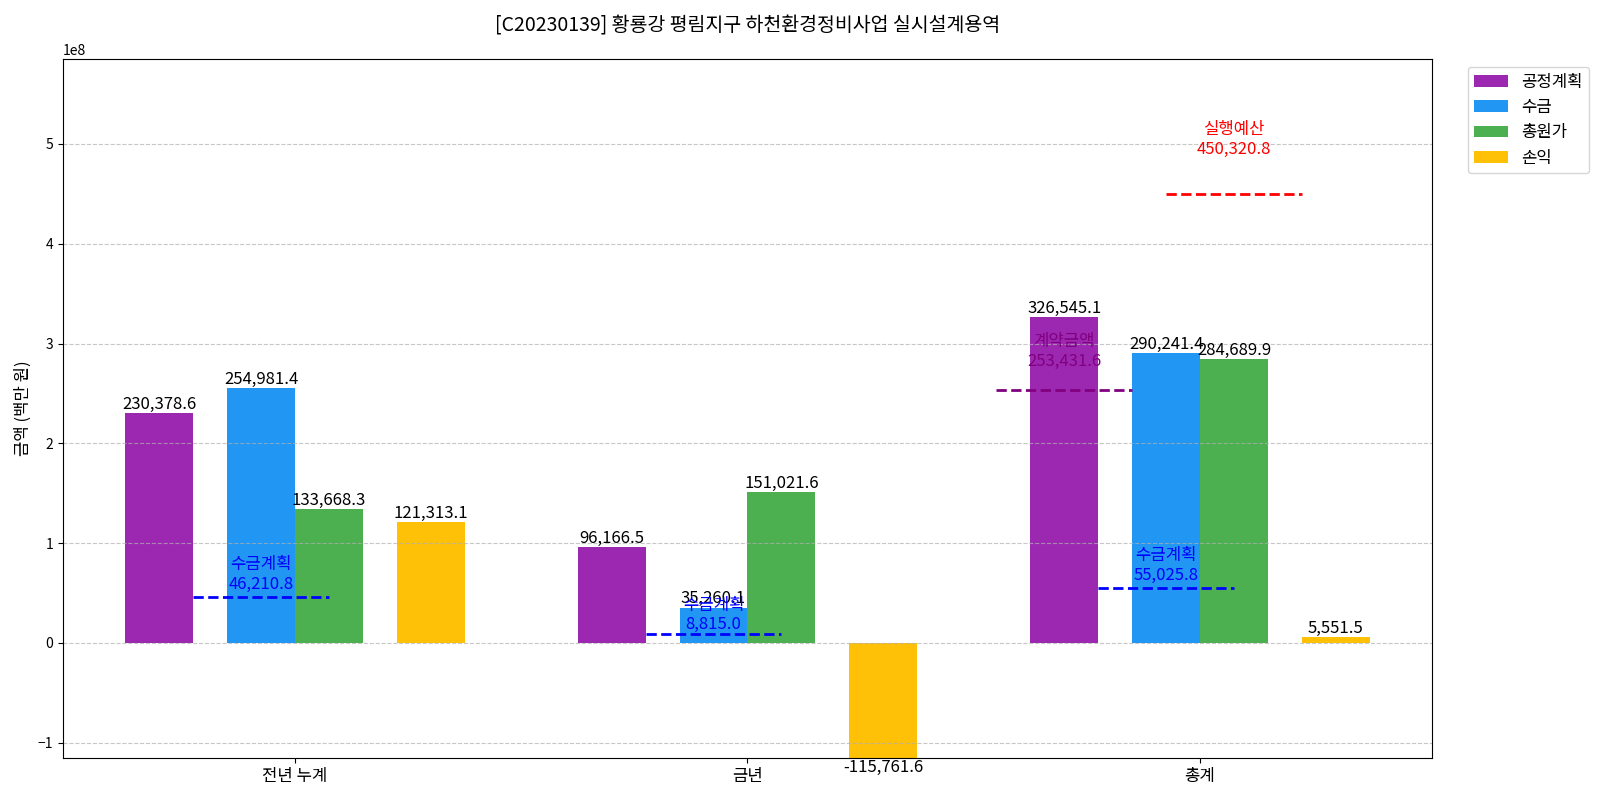 [C20230139] 황룡강 평림지구 하천환경정비사업 실시설계용역
1e8
공정계획
수금
총원가
손익
금액 (백만 원)
5
4
3
2
1
0
−1
실행예산
450,320.8
326,545.1
계약금액
253,431.6
290,241.4
284,689.9
254,981.4
230,378.6
133,668.3
121,313.1
수금계획
46,210.8
151,021.6
96,166.5
35,260.1
수금계획
8,815.0
수금계획
55,025.8
5,551.5
-115,761.6
전년 누계
금년
총계